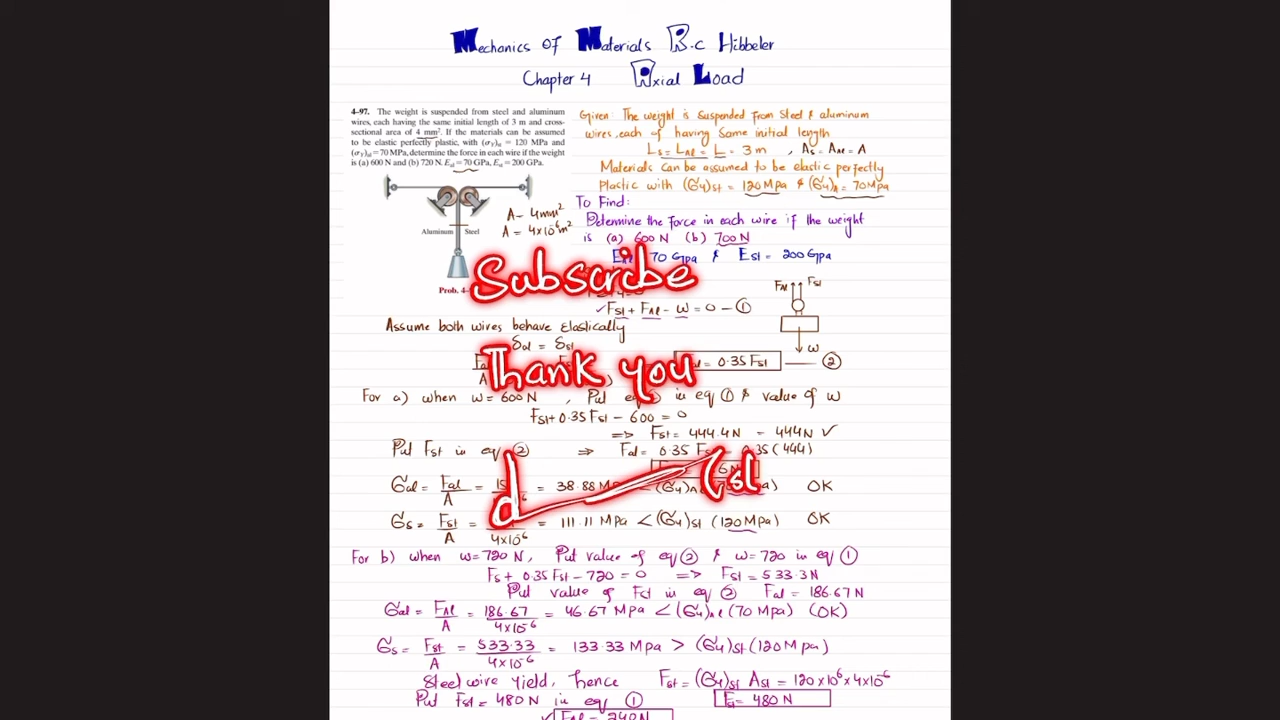 Mechanics Of Materials R.C Hibbeler
Chapter 4 Axial Load
4–97. The weight is suspended from steel and aluminum
wires, each having the same initial length of 3 m and cross-
sectional area of 4 mm². If the materials can be assumed
to be elastic perfectly plastic, with (σY)st = 120 MPa and
(σY)al = 70 MPa, determine the force in each wire if the weight
is (a) 600 N and (b) 720 N. Eal = 70 GPa, Est = 200 GPa.
Aluminum Steel
Prob. 4–
A = 4mm²
A = 4x10⁻⁶m²
Given: The weight is suspended from Steel & aluminum
wires, each of having Same initial length
Ls = LAl = L = 3 m , As = AAl = A
Materials can be assumed to be elastic perfectly
Plastic with (σy)st = 120 Mpa & (σy)Al = 70 MPa
To Find:
Determine the force in each wire if the weight
is (a) 600 N (b) 700 N
70 Gpa & Est = 200 Gpa
Subscribe
✓Fst + FAl - w = 0 — ①
FAl Fst
w
Assume both wires behave Elastically
δal = δst
Thank you
= 0.35 Fst — ②
For a) when w = 600 N , Put eq in eq ① & value of w
Fst + 0.35 Fst - 600 = 0
=> Fst = 444.4N - 444N ✓
Put Fst in eq ② => Fal = 0.35 0.35 (444)
σal = Fal/A = = 38.88 MPa < (σy) OK
σs = Fst/A = /4x10⁻⁶ = 111.11 MPa < (σy)st (120 Mpa) OK
For b) when w = 720 N, Put value of eq ② & w = 720 in eq ①
Fs + 0.35 Fst - 720 = 0 => Fst = 533.3N
Put value of Fst in eq ② Fal = 186.67 N
σal = FAl/A = 186.67/4x10⁻⁶ = 46.67 MPa < (σy)Al (70 MPa) (OK)
σs = Fst/A = 533.33/4x10⁻⁶ = 133.33 MPa > (σy)st (120 Mpa)
Steel wire yield, hence Fst = (σy)st Ast = 120x10⁶ x 4x10⁻⁶
Put Fst = 480 N in eq ① Fst = 480 N
✓ FAl = 240N